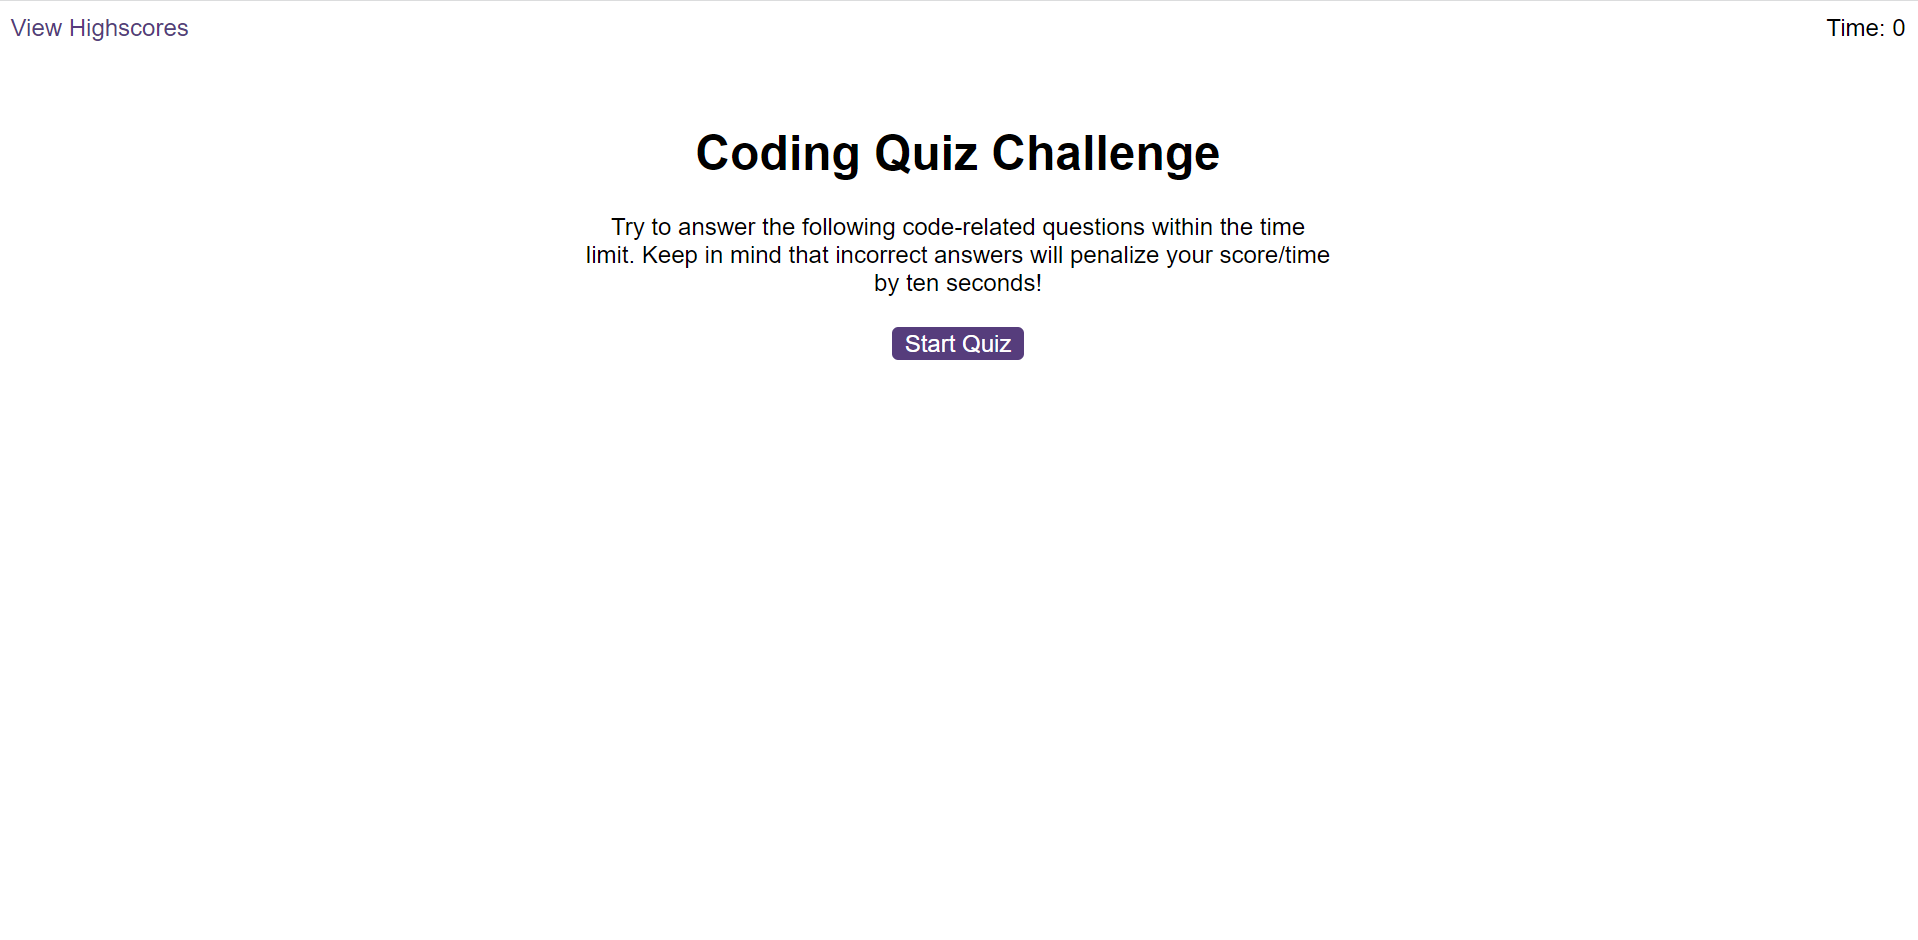 View Highscores
Time: 0
Coding Quiz Challenge
Try to answer the following code-related questions within the time
limit. Keep in mind that incorrect answers will penalize your score/time
by ten seconds!
Start Quiz